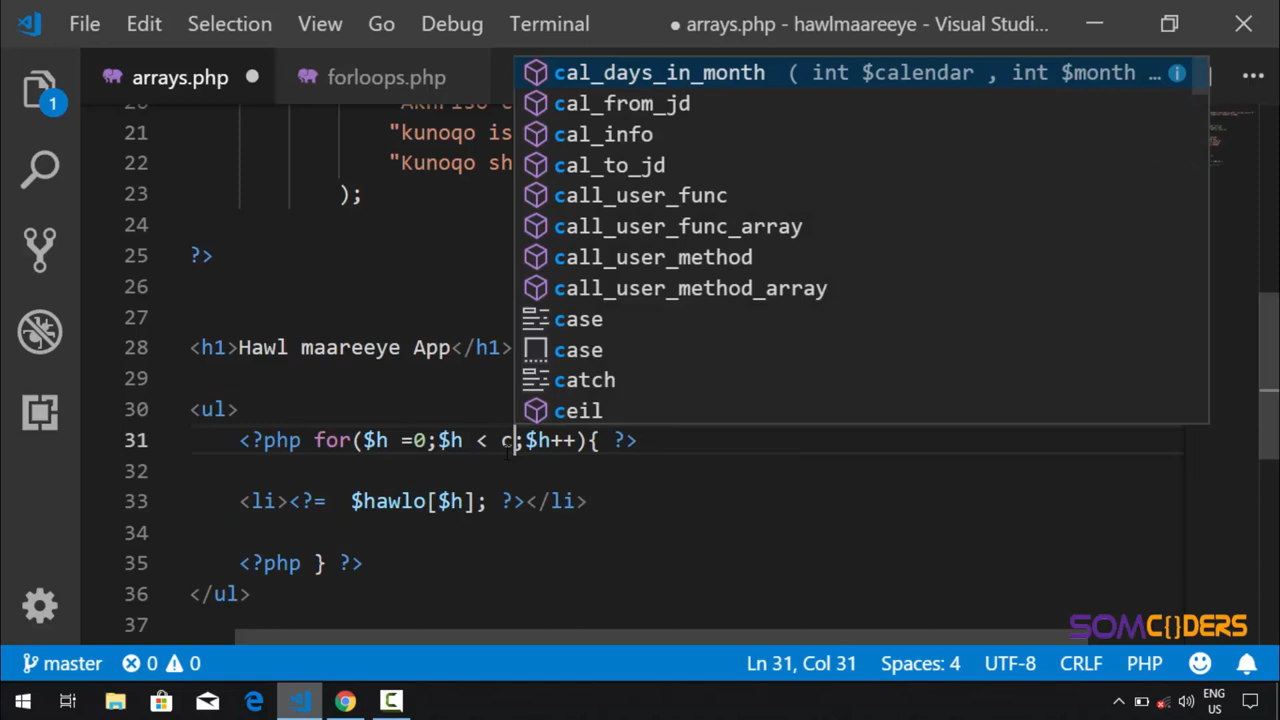 File Edit Selection View Go Debug Terminal ● arrays.php - hawlmaareeye - Visual Studi...
arrays.php ● forloops.php ...
1
cal_days_in_month ( int $calendar , int $month …
cal_from_jd
cal_info
cal_to_jd
call_user_func
call_user_func_array
call_user_method
call_user_method_array
case
case
catch
ceil
21 "kunoqo is
22 "Kunoqo sh
23 );
24
25 ?>
26
27
28 <h1>Hawl maareeye App</h1>
29
30 <ul>
31 <?php for($h =0;$h < c;$h++){ ?>
32
33 <li><?= $hawlo[$h]; ?></li>
34
35 <?php } ?>
36 </ul>
37
SOMC{}DERS
master 0 0 Ln 31, Col 31 Spaces: 4 UTF-8 CRLF PHP
ENG
US